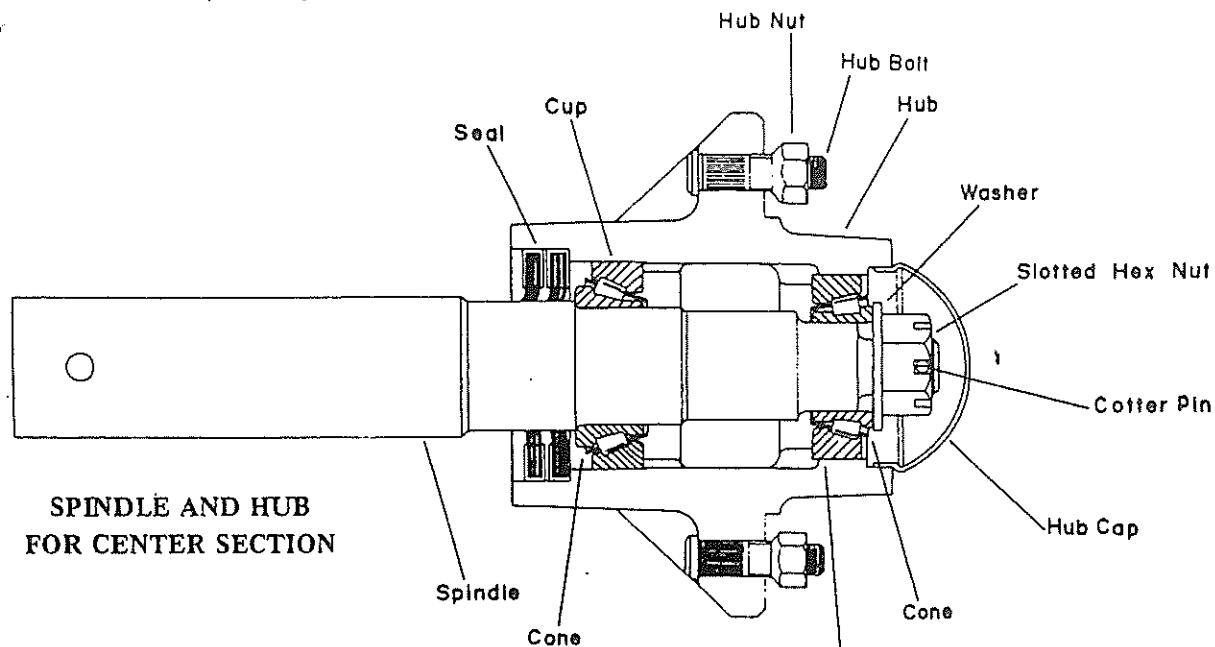 Hub Nut
Hub Bolt
Cup
Hub
Seal
Washer
Slotted Hex Nut
Cotter Pin
SPINDLE AND HUB
FOR CENTER SECTION
Hub Cap
Spindle
Cone
Cone